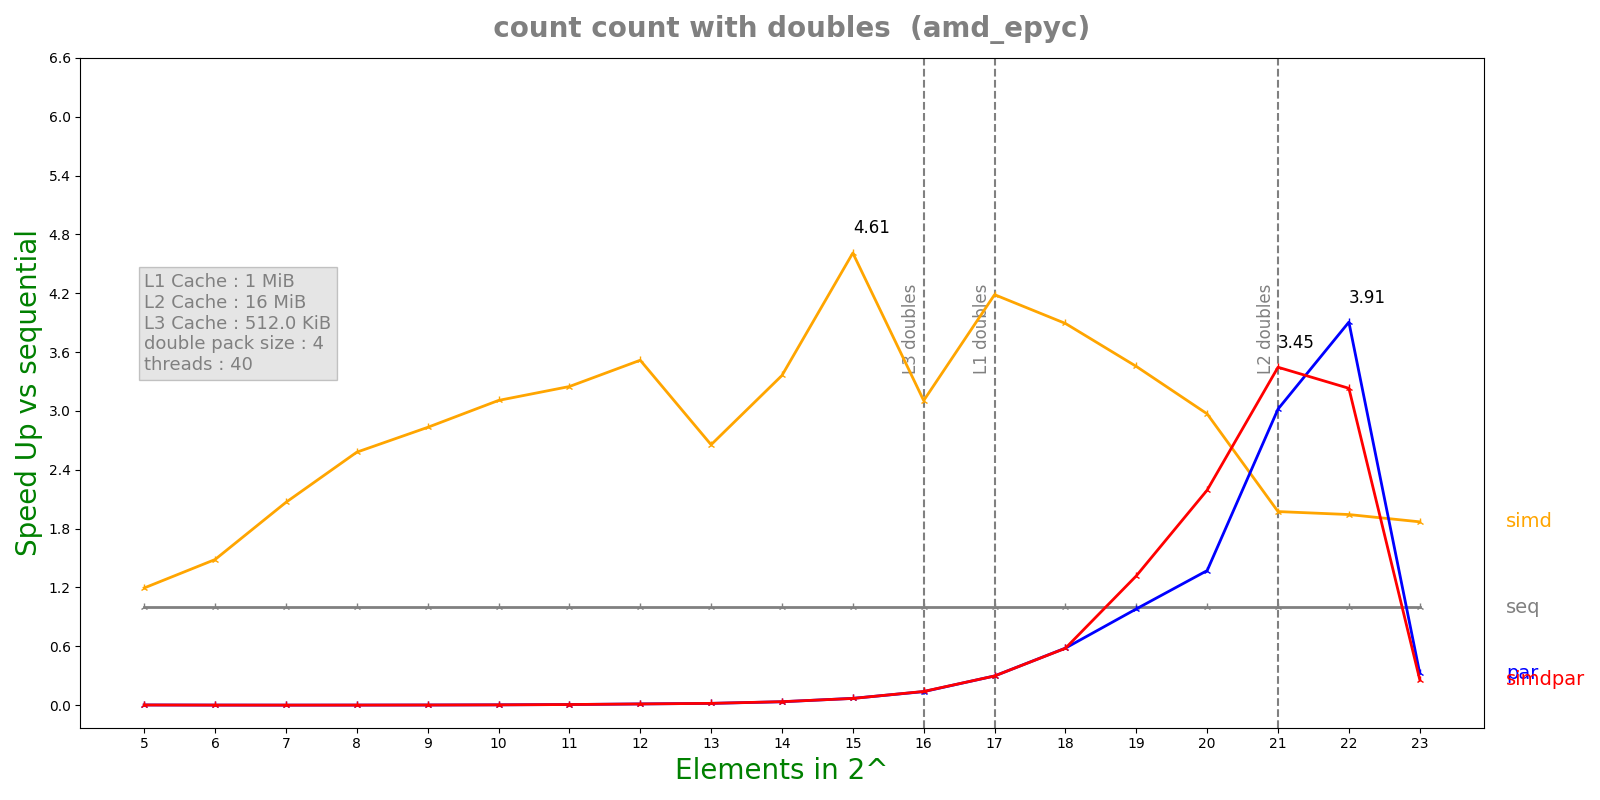 count count with doubles (amd_epyc)
Speed Up vs sequential
6.6
6.0
5.4
4.8
4.2
3.6
3.0
2.4
1.8
1.2
0.6
0.0
L1 Cache : 1 MiB
L2 Cache : 16 MiB
L3 Cache : 512.0 KiB
double pack size : 4
threads : 40
4.61
L3 doubles
L1 doubles
L2 doubles
3.45
3.91
simd
seq
par
simdpar
5 6 7 8 9 10 11 12 13 14 15 16 17 18 19 20 21 22 23
Elements in 2^